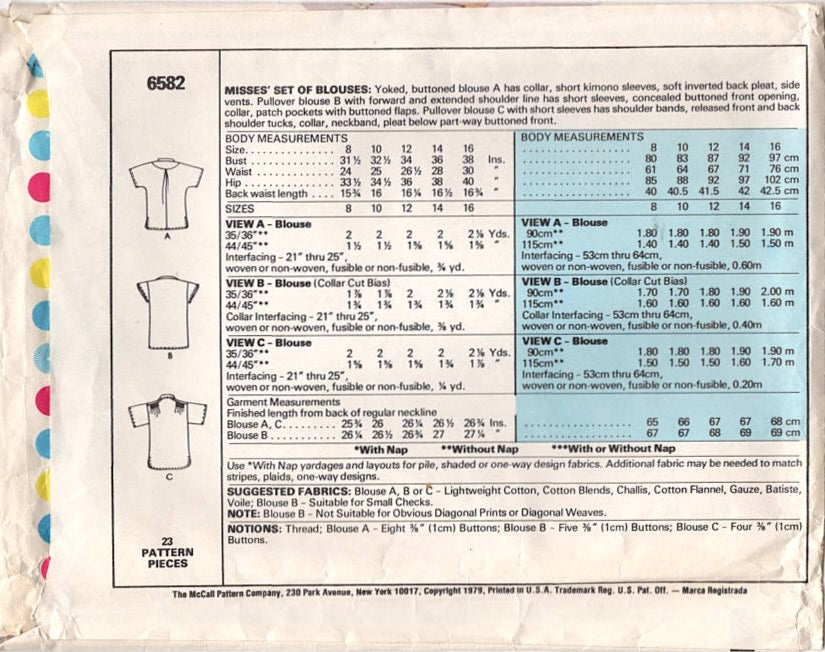 6582
MISSES' SET OF BLOUSES: Yoked, buttoned blouse A has collar, short kimono sleeves, soft inverted back pleat, side
vents. Pullover blouse B with forward and extended shoulder line has short sleeves, concealed buttoned front opening,
collar, patch pockets with buttoned flaps. Pullover blouse C with short sleeves has shoulder bands, released front and back
shoulder tucks, collar, neckband, pleat below part-way buttoned front.
BODY MEASUREMENTS
Size.............. 8 10 12 14 16
Bust ............. 31½ 32½ 34 36 38 Ins.
Waist ............ 24 25 26½ 28 30 "
Hip .............. 33½ 34½ 36 38 40 "
Back waist length .... 15¾ 16 16¼ 16½ 16¾ "
SIZES 8 10 12 14 16
VIEW A - Blouse
35/36"** 2 2 2 2 2⅛ Yds.
44/45"** 1½ 1½ 1⅝ 1⅝ 1⅝ "
Interfacing - 21" thru 25",
woven or non-woven, fusible or non-fusible, ¾ yd.
VIEW B - Blouse (Collar Cut Bias)
35/36"** 1⅞ 1⅞ 2 2⅛ 2⅛ Yds.
44/45"** 1¾ 1¾ 1¾ 1¾ 1¾ "
Collar Interfacing - 21" thru 25",
woven or non-woven, fusible or non-fusible, ⅜ yd.
VIEW C - Blouse
35/36"** 2 2 2 2 2⅛ Yds.
44/45"** 1⅝ 1⅝ 1⅝ 1¾ 1⅞ "
Interfacing - 21" thru 25",
woven or non-woven, fusible or non-fusible, ¼ yd.
Garment Measurements
Finished length from back of regular neckline
Blouse A, C.......... 25¾ 26 26¼ 26½ 26¾ Ins.
Blouse B ............. 26¼ 26½ 26¾ 27 27¼ "
BODY MEASUREMENTS
8 10 12 14 16
80 83 87 92 97 cm
61 64 67 71 76 cm
85 88 92 97 102 cm
40 40.5 41.5 42 42.5 cm
8 10 12 14 16
VIEW A - Blouse
90cm** 1.80 1.80 1.80 1.90 1.90 m
115cm** 1.40 1.40 1.40 1.50 1.50 m
Interfacing - 53cm thru 64cm,
woven or non-woven, fusible or non-fusible, 0.60m
VIEW B - Blouse (Collar Cut Bias)
90cm** 1.70 1.70 1.80 1.90 2.00 m
115cm** 1.60 1.60 1.60 1.60 1.60 m
Collar Interfacing - 53cm thru 64cm,
woven or non-woven, fusible or non-fusible, 0.40m
VIEW C - Blouse
90cm** 1.80 1.80 1.80 1.90 1.90 m
115cm** 1.50 1.50 1.50 1.60 1.70 m
Interfacing - 53cm thru 64cm,
woven or non-woven, fusible or non-fusible, 0.20m
65 66 67 67 68 cm
67 67 68 69 69 cm
*With Nap **Without Nap ***With or Without Nap
Use *With Nap yardages and layouts for pile, shaded or one-way design fabrics. Additional fabric may be needed to match
stripes, plaids, one-way designs.
SUGGESTED FABRICS: Blouse A, B or C - Lightweight Cotton, Cotton Blends, Challis, Cotton Flannel, Gauze, Batiste,
Voile; Blouse B - Suitable for Small Checks.
NOTE: Blouse B - Not Suitable for Obvious Diagonal Prints or Diagonal Weaves.
NOTIONS: Thread; Blouse A - Eight ⅜" (1cm) Buttons; Blouse B - Five ⅜" (1cm) Buttons; Blouse C - Four ⅜" (1cm)
Buttons.
A
B
C
23
PATTERN
PIECES
The McCall Pattern Company, 230 Park Avenue, New York 10017, Copyright 1979, Printed in U.S.A. Trademark Reg. U.S. Pat. Off. — Marca Registrada